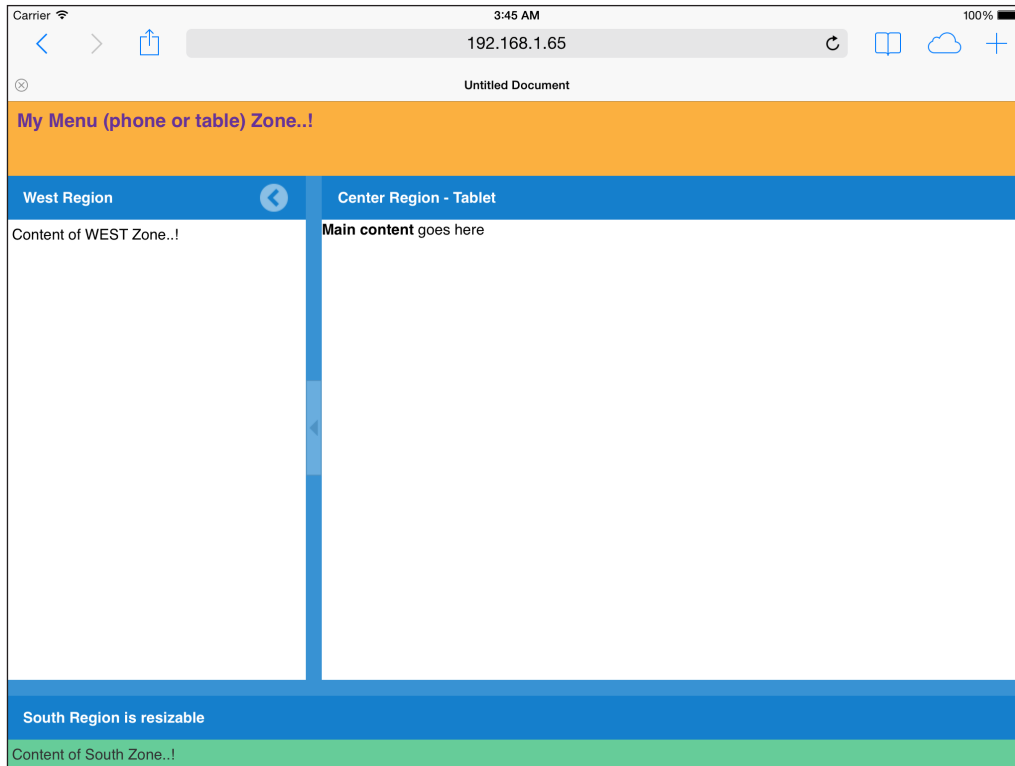 Carrier 3:45 AM 100%
192.168.1.65
Untitled Document
My Menu (phone or table) Zone..!
West Region
Center Region - Tablet
Content of WEST Zone..!
Main content goes here
South Region is resizable
Content of South Zone..!